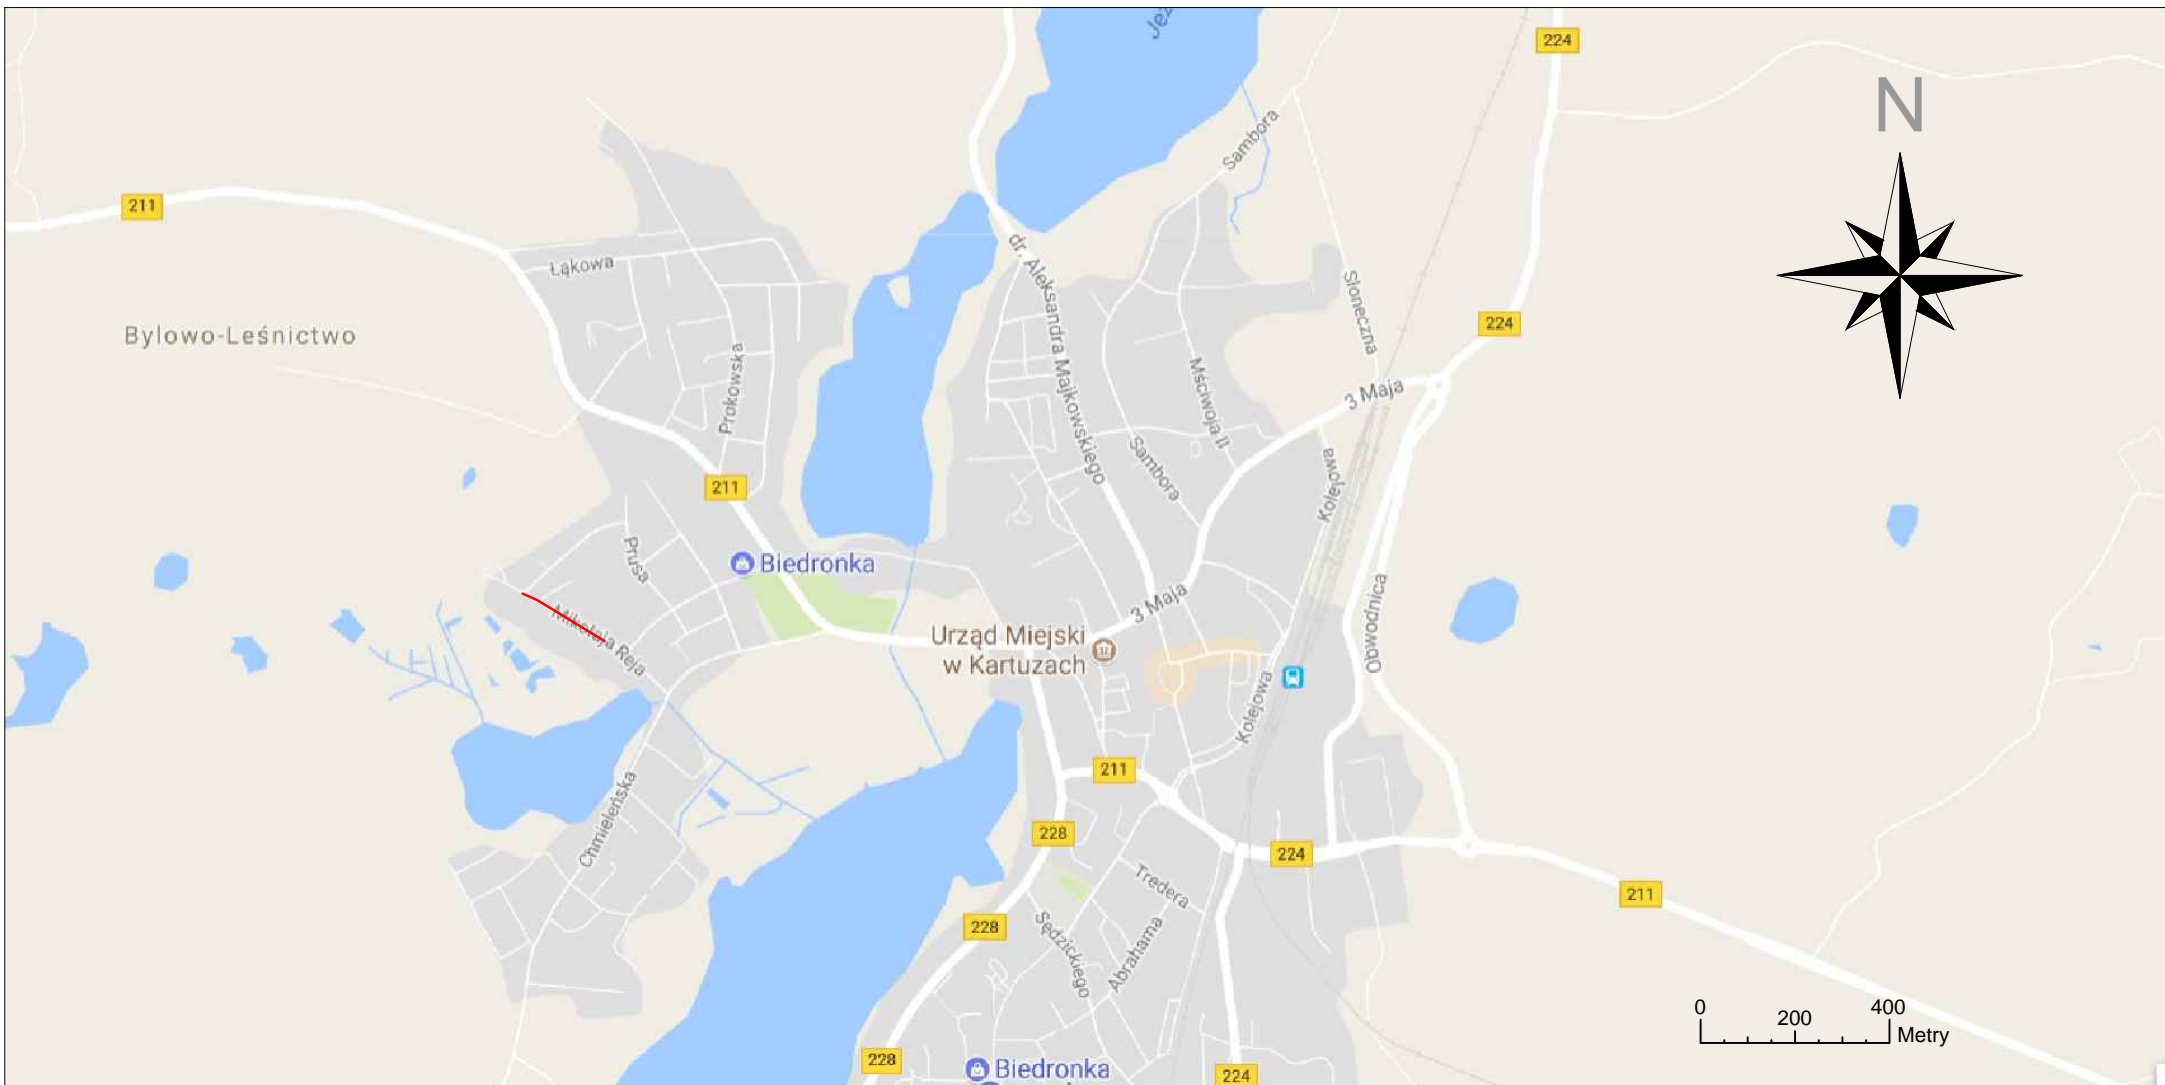 Jez
224
N
Sambora
211
dr. Aleksandra Majkowskiego
Łąkowa
Słoneczna
224
Bylowo-Leśnictwo
Prokowska
Mściwoja II
3 Maja
Sambora
Kolejowa
211
Prusa
Biedronka
3 Maja
Obwodnica
Mikołaja Reja
Urząd Miejski
w Kartuzach
Kolejowa
211
Chmieleńska
228
224
Tredera
211
228
Sędzickiego
Abrahama
0 200 400
Metry
228
Biedronka
224